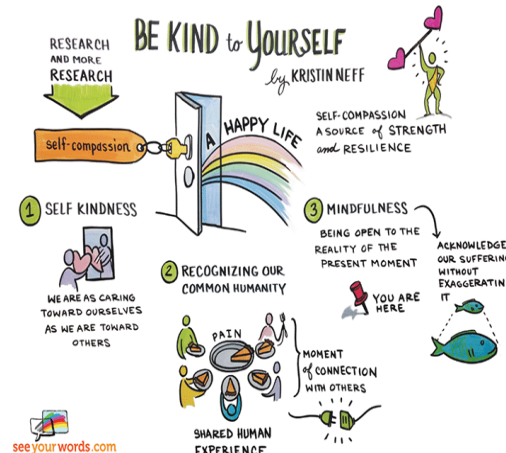 BE KIND to YOURSELF
by KRISTIN NEFF
RESEARCH
AND MORE
RESEARCH
self-compassion
A HAPPY LIFE
SELF-COMPASSION
A SOURCE of STRENGTH
and RESILIENCE
1 SELF KINDNESS
WE ARE AS CARING
TOWARD OURSELVES
AS WE ARE TOWARD
OTHERS
2 RECOGNIZING OUR
COMMON HUMANITY
PAIN
MOMENT
of CONNECTION
WITH OTHERS
SHARED HUMAN
EXPERIENCE
3 MINDFULNESS
BEING OPEN TO THE
REALITY OF THE
PRESENT MOMENT
YOU ARE
HERE
ACKNOWLEDGE
OUR SUFFERING
WITHOUT
EXAGGERATIN
IT
seeyourwords.com